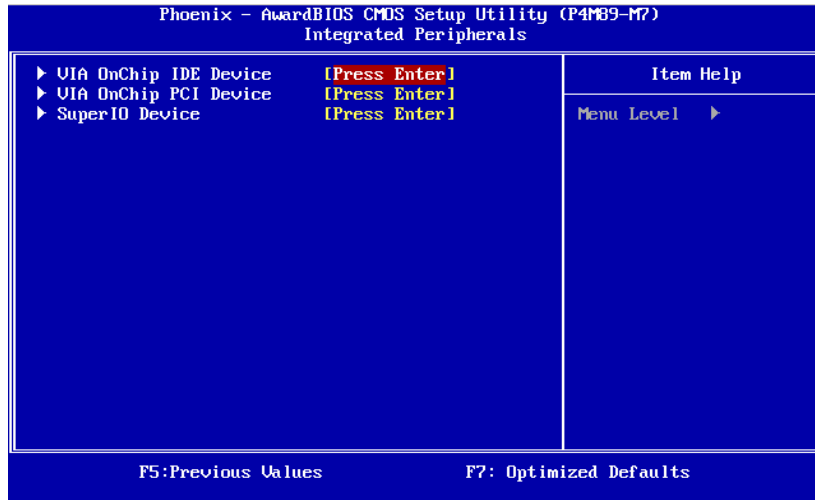 Phoenix - AwardBIOS CMOS Setup Utility (P4M89-M7)
Integrated Peripherals
VIA OnChip IDE Device [Press Enter]
VIA OnChip PCI Device [Press Enter]
SuperIO Device [Press Enter]
Item Help
Menu Level
F5:Previous Values F7: Optimized Defaults